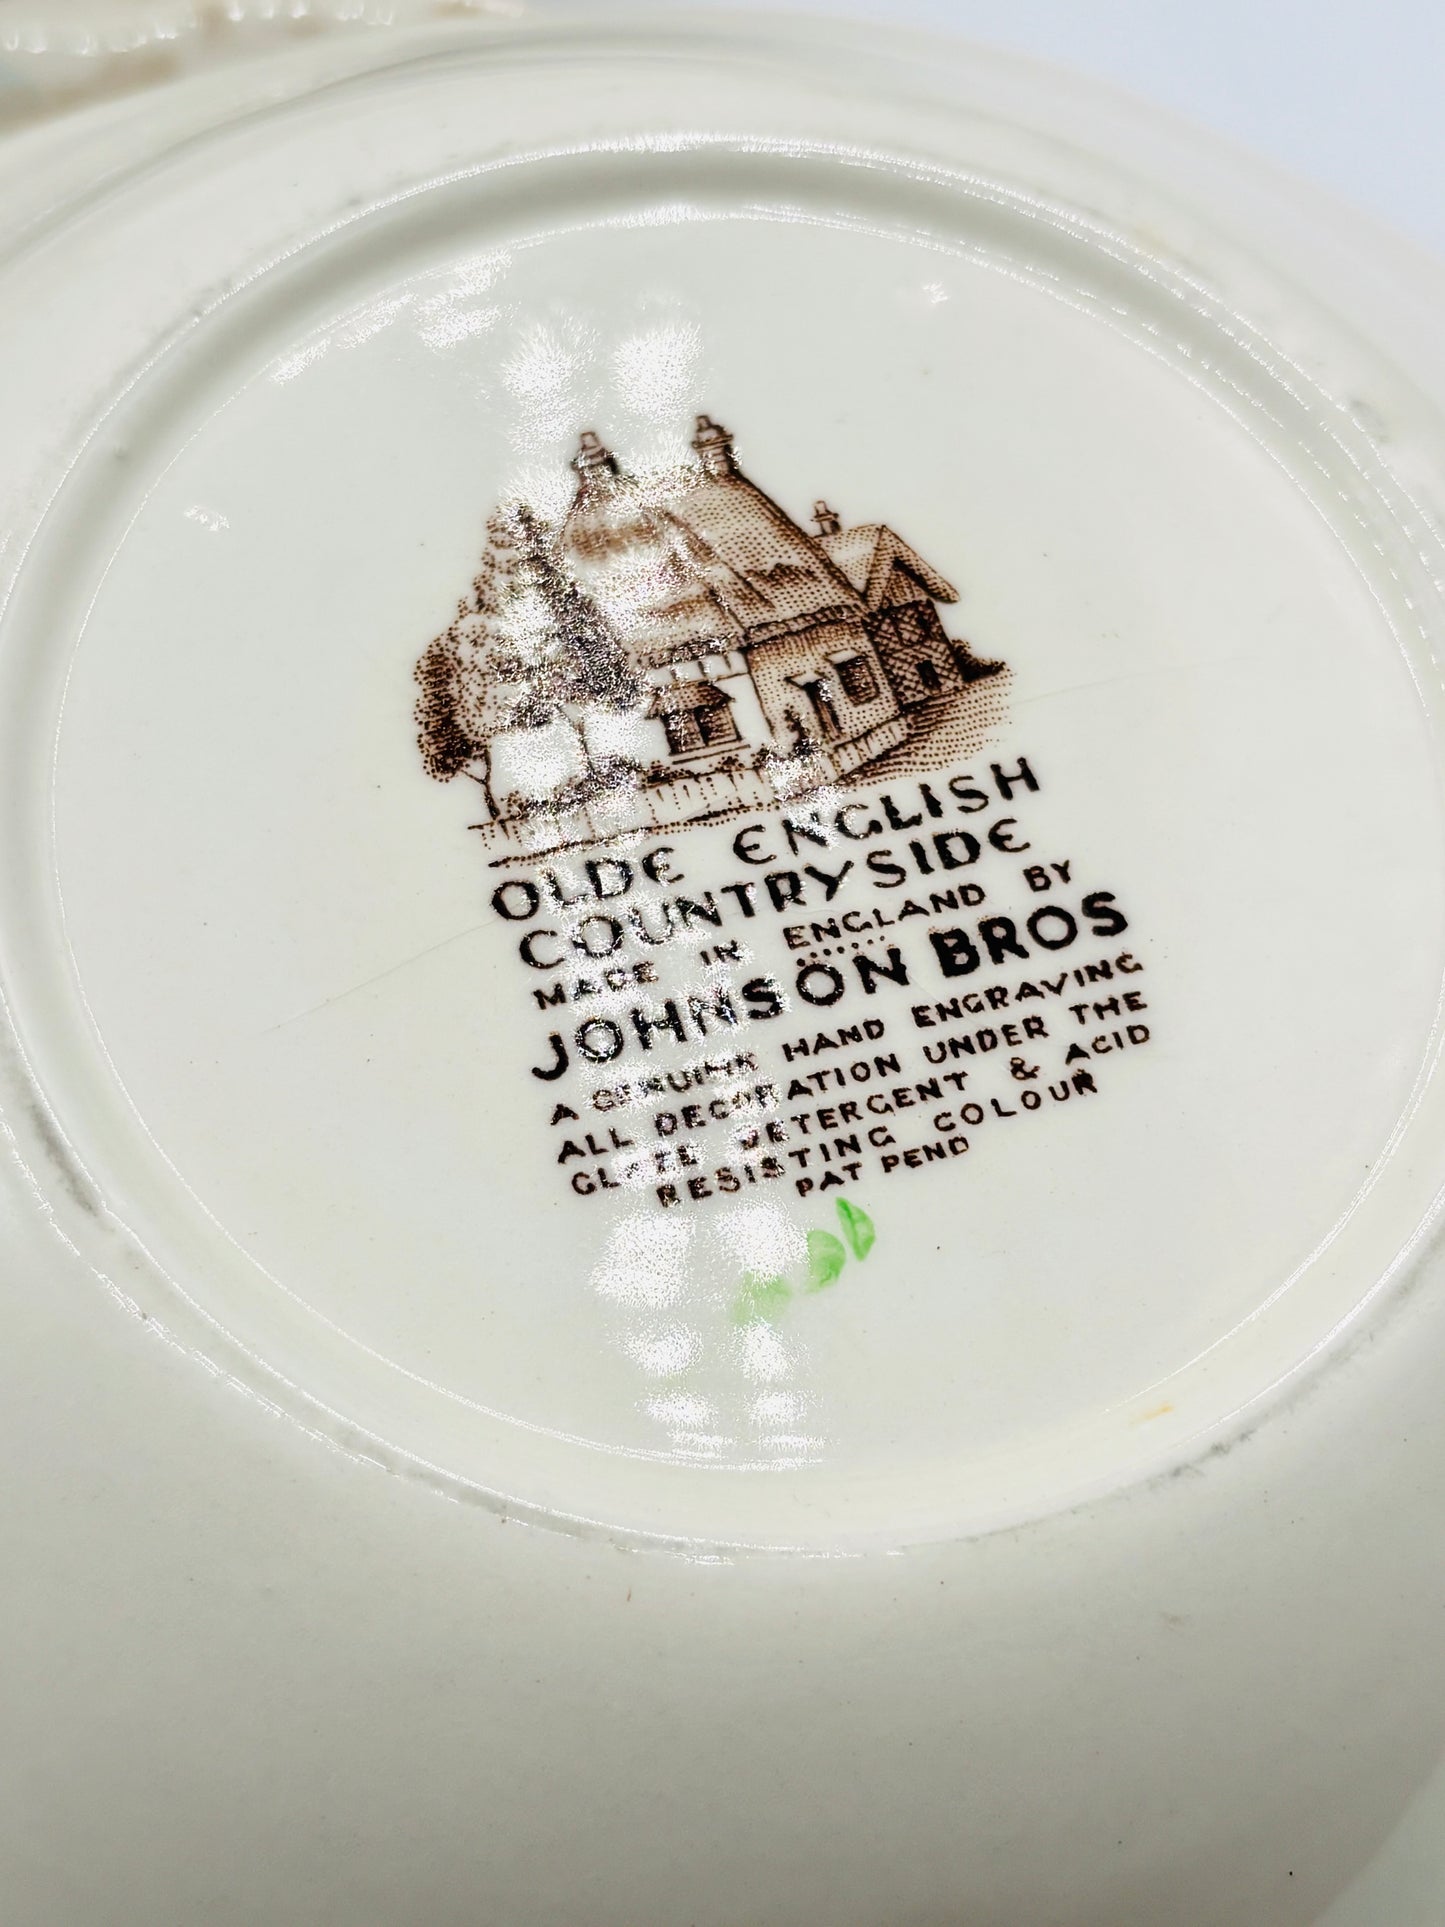 OLDE ENGLISH
COUNTRYSIDE
MADE IN ENGLAND BY
JOHNSON BROS
A GENUINE HAND ENGRAVING
ALL DECORATION UNDER THE
GLAZE DETERGENT & ACID
RESISTING COLOUR
PAT PEND